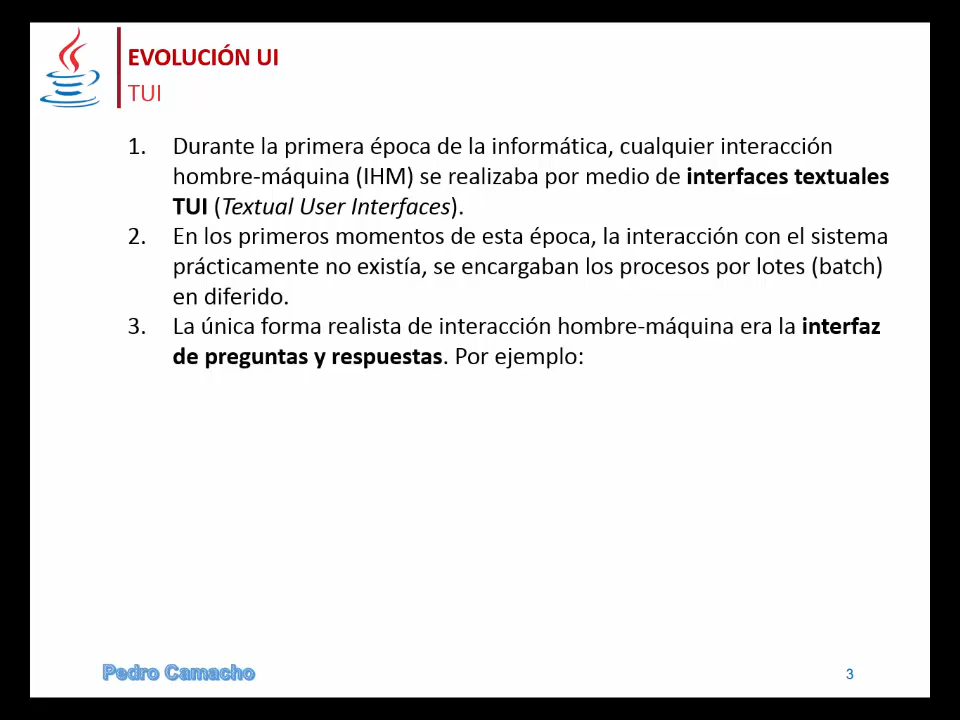 EVOLUCIÓN UI
TUI
1. Durante la primera época de la informática, cualquier interacción
hombre-máquina (IHM) se realizaba por medio de interfaces textuales
TUI (Textual User Interfaces).
2. En los primeros momentos de esta época, la interacción con el sistema
prácticamente no existía, se encargaban los procesos por lotes (batch)
en diferido.
3. La única forma realista de interacción hombre-máquina era la interfaz
de preguntas y respuestas. Por ejemplo:
Pedro Camacho
3